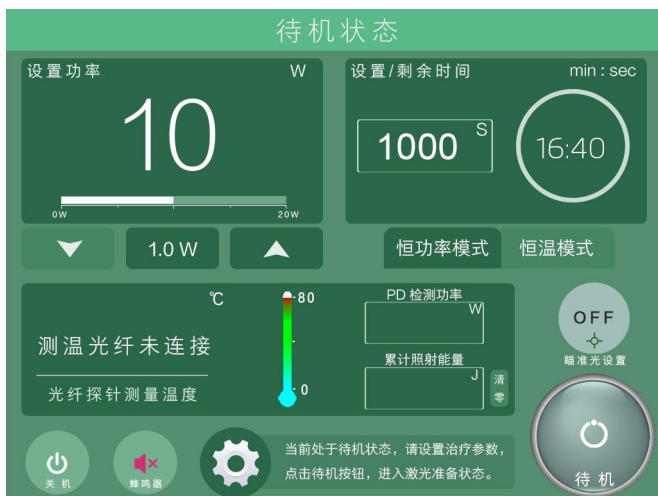 待机状态
设置功率
W
10
0W
20W
1.0 W
设置/剩余时间
min : sec
1000
S
16:40
恒功率模式
恒温模式
℃
测温光纤未连接
光纤探针测量温度
80
0
PD 检测功率
W
累计照射能量
J
清零
OFF
瞄准光设置
关机
蜂鸣器
当前处于待机状态，请设置治疗参数，
点击待机按钮，进入激光准备状态。
待机